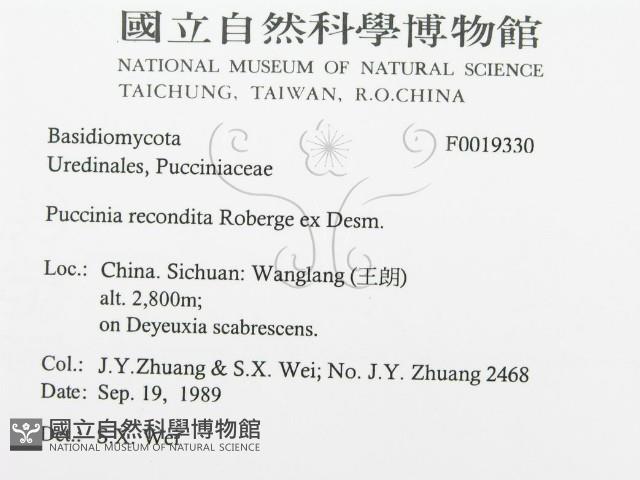 國立自然科學博物館
NATIONAL MUSEUM OF NATURAL SCIENCE
TAICHUNG, TAIWAN, R.O.CHINA
Basidiomycota F0019330
Uredinales, Pucciniaceae
Puccinia recondita Roberge ex Desm.
Loc.: China. Sichuan: Wanglang (王朗)
alt. 2,800m;
on Deyeuxia scabrescens.
Col.: J.Y.Zhuang & S.X. Wei; No. J.Y. Zhuang 2468
Date: Sep. 19, 1989
Det.: S.X. Wei
國立自然科學博物館
NATIONAL MUSEUM OF NATURAL SCIENCE